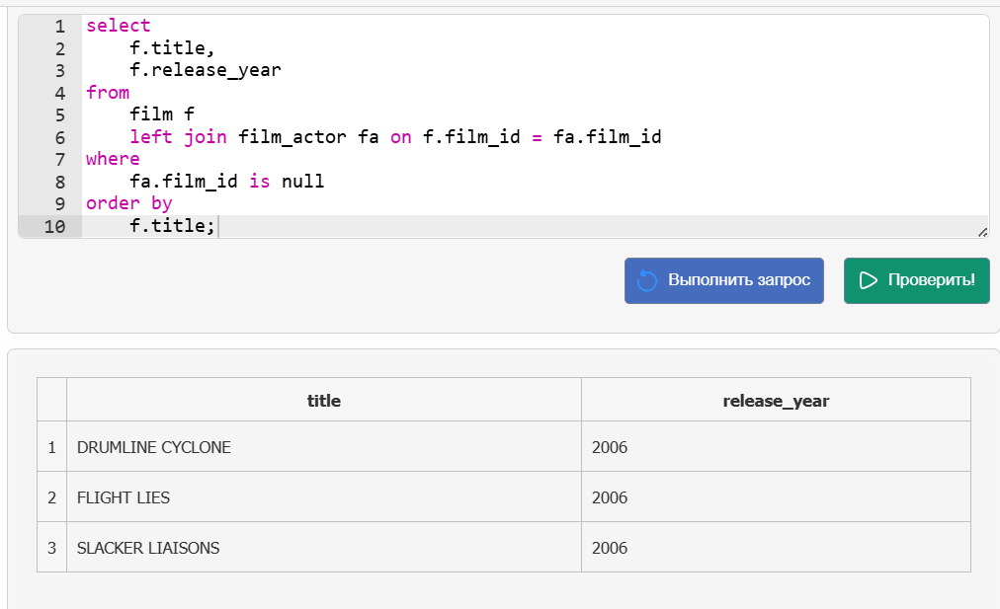 1 select
2 f.title,
3 f.release_year
4 from
5 film f
6 left join film_actor fa on f.film_id = fa.film_id
7 where
8 fa.film_id is null
9 order by
10 f.title;
Выполнить запрос Проверить!
title release_year
1 DRUMLINE CYCLONE 2006
2 FLIGHT LIES 2006
3 SLACKER LIAISONS 2006